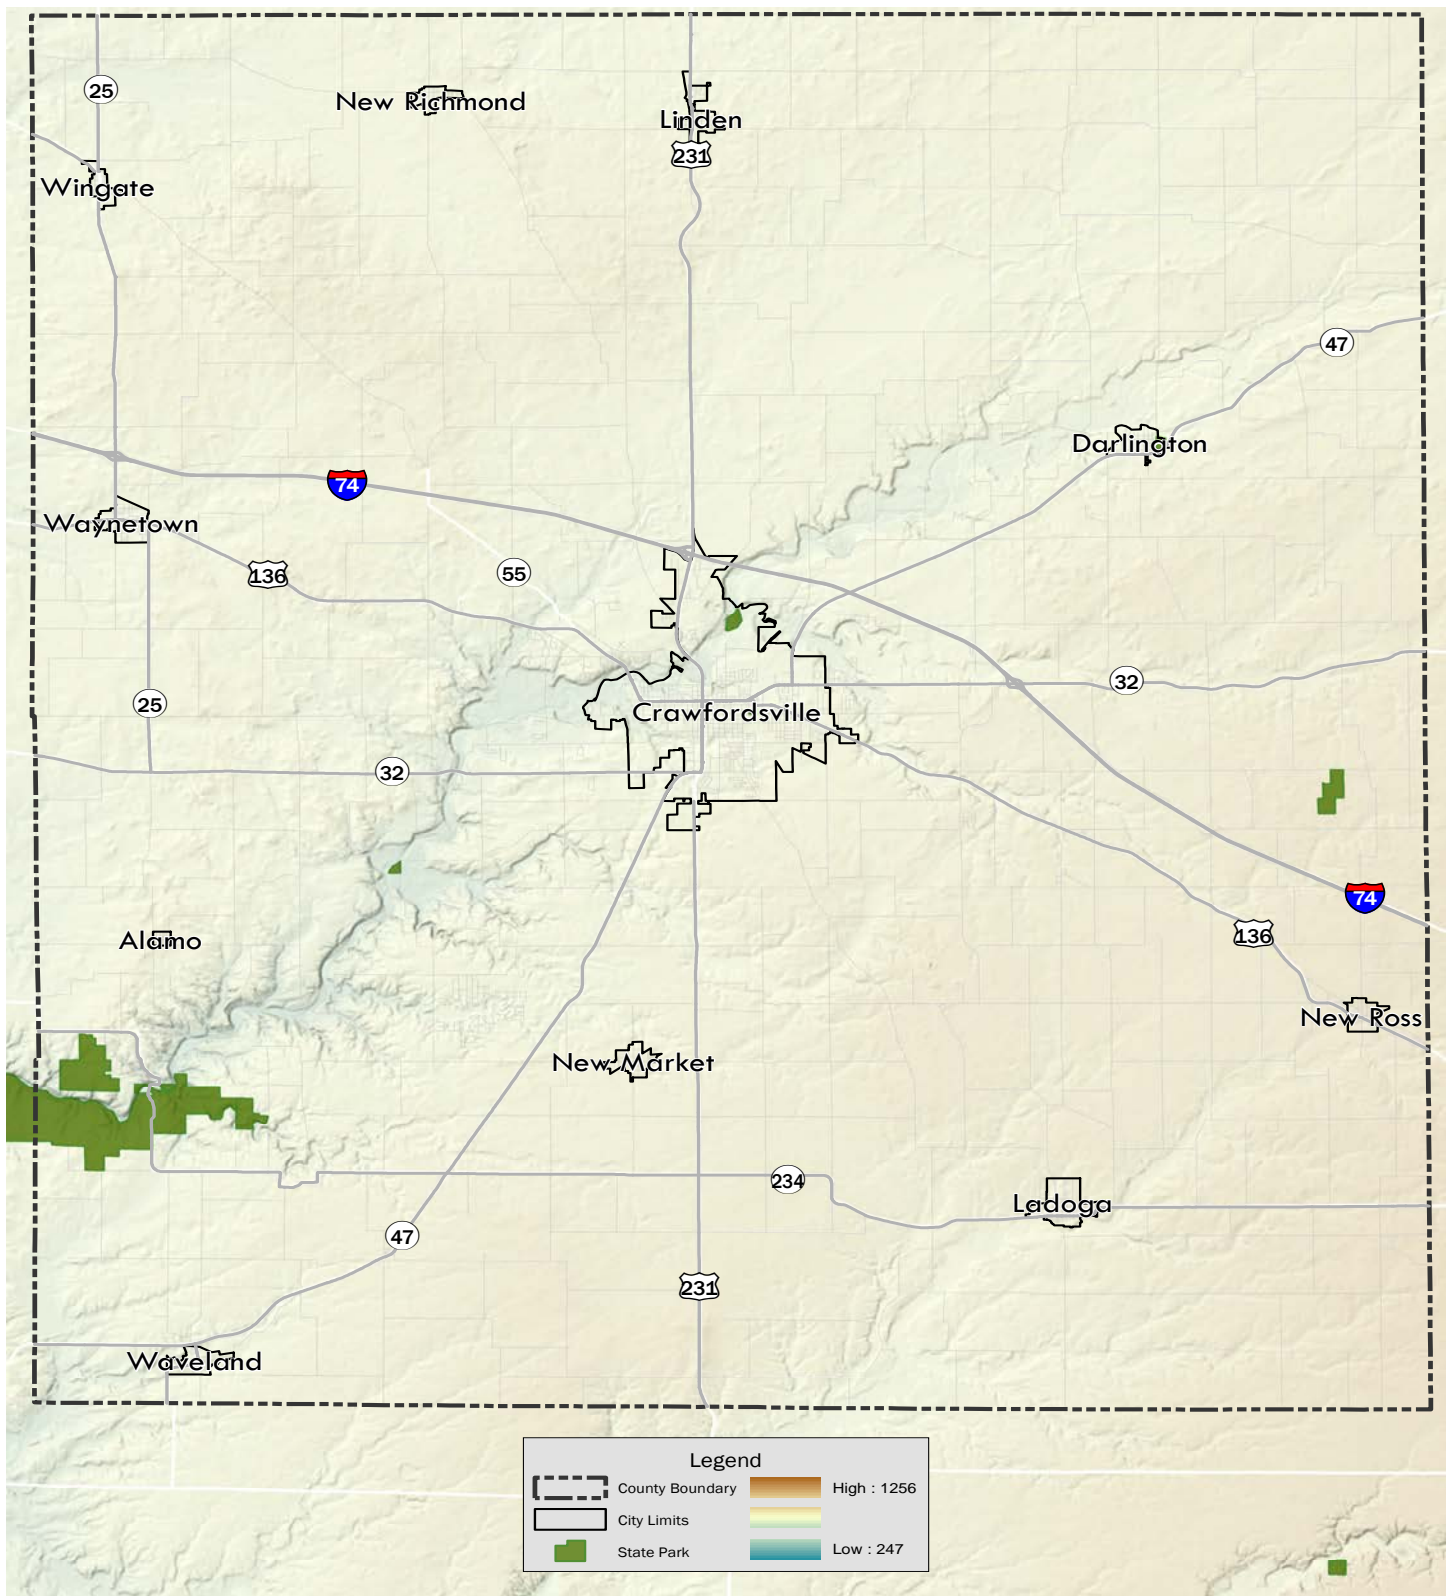 25
New Richmond
Linden
231
Wingate
47
Darlington
74
Waynetown
136
55
25
32
Crawfordsville
32
74
136
Alamo
New Ross
New Market
234
Ladoga
47
231
Waveland
Legend
County Boundary
High : 1256
City Limits
State Park
Low : 247